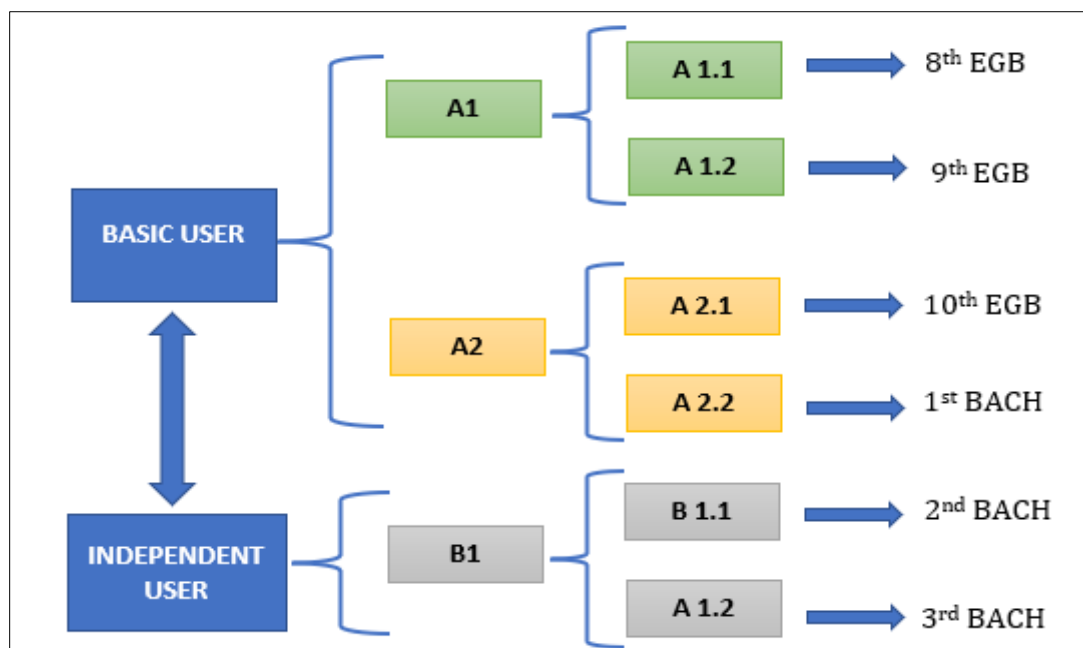 BASIC USER
A1
A 1.1
8th EGB
A 1.2
9th EGB
A2
A 2.1
10th EGB
A 2.2
1st BACH
INDEPENDENT
USER
B1
B 1.1
2nd BACH
A 1.2
3rd BACH